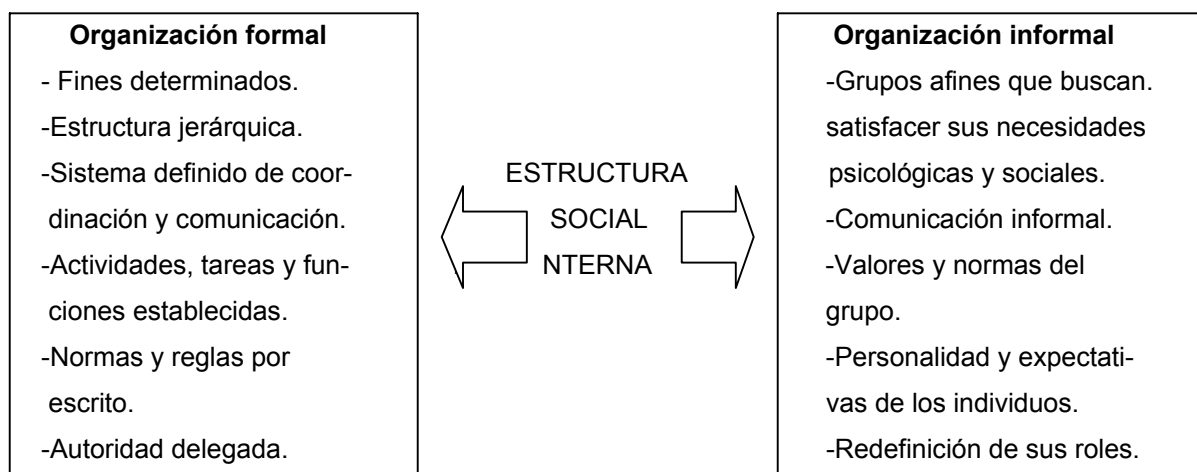 Organización formal
- Fines determinados.
-Estructura jerárquica.
-Sistema definido de coor-
dinación y comunicación.
-Actividades, tareas y fun-
ciones establecidas.
-Normas y reglas por
escrito.
-Autoridad delegada.
ESTRUCTURA
SOCIAL
NTERNA
Organización informal
-Grupos afines que buscan.
satisfacer sus necesidades
psicológicas y sociales.
-Comunicación informal.
-Valores y normas del
grupo.
-Personalidad y expectati-
vas de los individuos.
-Redefinición de sus roles.